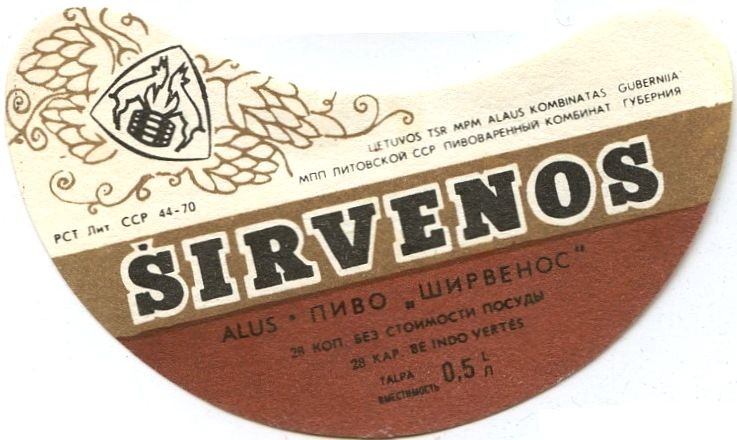 LIETUVOS TSR MPM ALAUS KOMBINATAS GUBERNIJA
МПП ЛИТОВСКОЙ ССР ПИВОВАРЕННЫЙ КОМБИНАТ ГУБЕРНИЯ
РСТ Лит. ССР 44-70
ŠIRVENOS
ALUS • ПИВО „ШИРВЕНОС"
28 КОП. БЕЗ СТОИМОСТИ ПОСУДЫ
28 KAP. BE INDO VERTĖS
TALPA 0,5 L
ВМЕСТИМОСТЬ Л